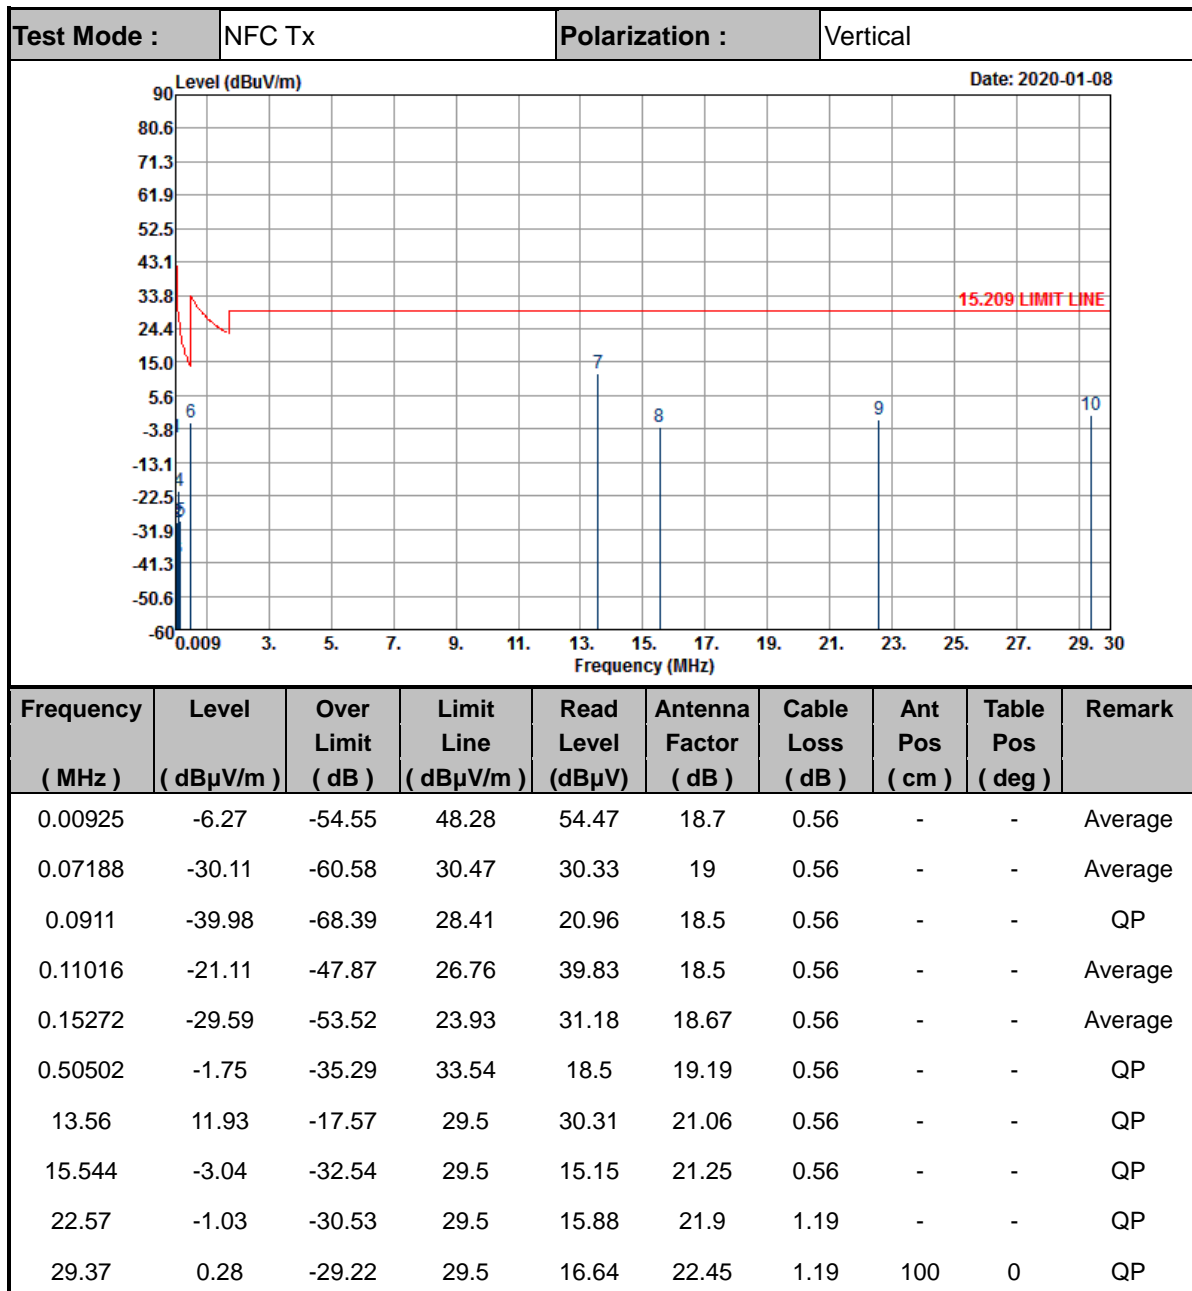 Test Mode : NFC Tx Polarization : Vertical
Level (dBuV/m) Date: 2020-01-08
90
80.6
71.3
61.9
52.5
43.1
33.8
15.209 LIMIT LINE
24.4
15.0
7
5.6
6 8 9 10
-3.8
-13.1
4
-22.5
5
-31.9
-41.3
-50.6
-60
0.009 3. 5. 7. 9. 11. 13. 15. 17. 19. 21. 23. 25. 27. 29. 30
Frequency (MHz)
Frequency Level Over Limit Read Antenna Cable Ant Table Remark
Limit Line Level Factor Loss Pos Pos
( MHz ) ( dBµV/m ) ( dB ) ( dBµV/m ) (dBµV) ( dB ) ( dB ) ( cm ) ( deg )
0.00925 -6.27 -54.55 48.28 54.47 18.7 0.56 - - Average
0.07188 -30.11 -60.58 30.47 30.33 19 0.56 - - Average
0.0911 -39.98 -68.39 28.41 20.96 18.5 0.56 - - QP
0.11016 -21.11 -47.87 26.76 39.83 18.5 0.56 - - Average
0.15272 -29.59 -53.52 23.93 31.18 18.67 0.56 - - Average
0.50502 -1.75 -35.29 33.54 18.5 19.19 0.56 - - QP
13.56 11.93 -17.57 29.5 30.31 21.06 0.56 - - QP
15.544 -3.04 -32.54 29.5 15.15 21.25 0.56 - - QP
22.57 -1.03 -30.53 29.5 15.88 21.9 1.19 - - QP
29.37 0.28 -29.22 29.5 16.64 22.45 1.19 100 0 QP